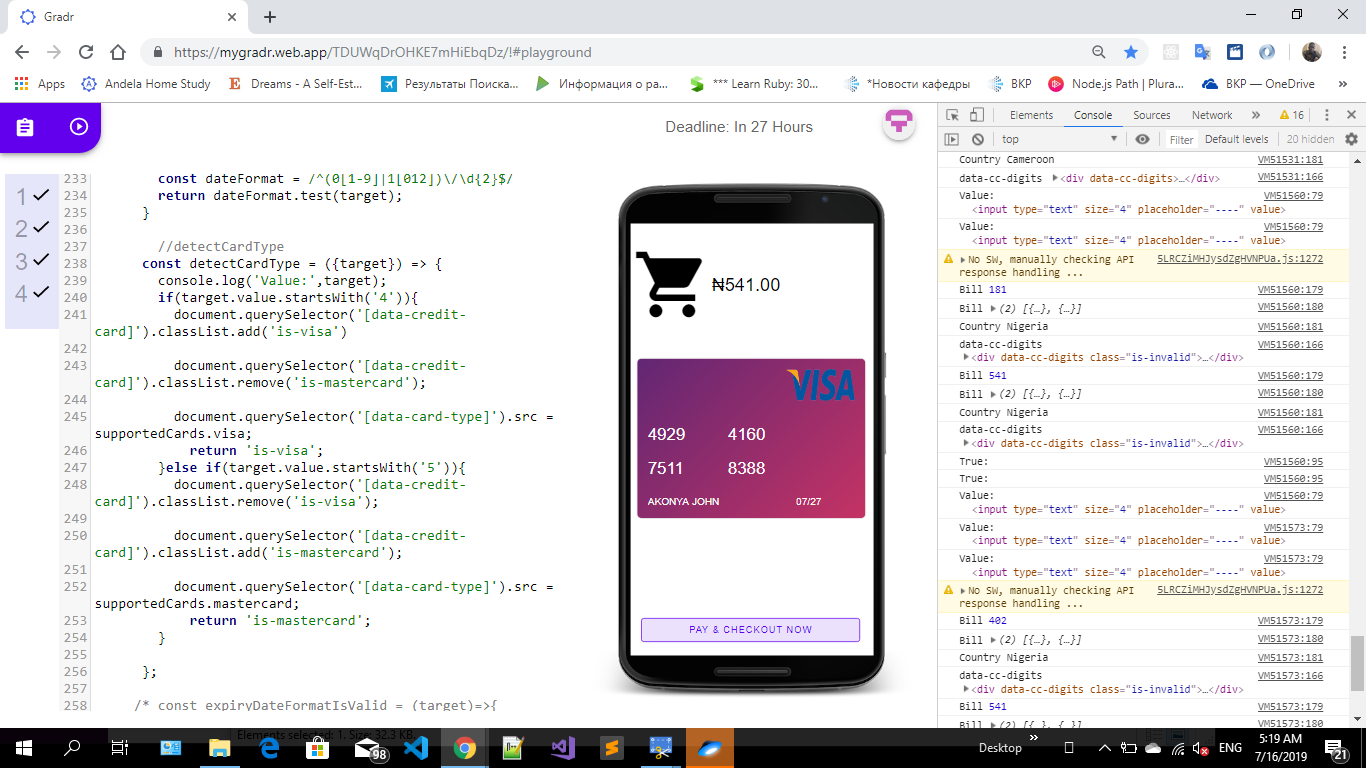 Gradr
https://mygradr.web.app/TDUWqDrOHKE7mHiEbqDz/!#playground
Apps
Andela Home Study
Dreams - A Self-Est...
Результаты Поиска...
Информация о ра...
*** Learn Ruby: 30...
*Новости кафедры
ВКР
Node.js Path | Plura...
ВКР — OneDrive
Deadline: In 27 Hours
1
2
3
4
233 const dateFormat = /^(0[1-9]|1[012])\/\d{2}$/
234 return dateFormat.test(target);
235 }
236
237 //detectCardType
238 const detectCardType = ({target}) => {
239 console.log('Value:',target);
240 if(target.value.startsWith('4')){
241 document.querySelector('[data-credit-
card]').classList.add('is-visa')
242
243 document.querySelector('[data-credit-
card]').classList.remove('is-mastercard');
244
245 document.querySelector('[data-card-type]').src =
supportedCards.visa;
246 return 'is-visa';
247 }else if(target.value.startsWith('5')){
248 document.querySelector('[data-credit-
card]').classList.remove('is-visa');
249
250 document.querySelector('[data-credit-
card]').classList.add('is-mastercard');
251
252 document.querySelector('[data-card-type]').src =
supportedCards.mastercard;
253 return 'is-mastercard';
254 }
255
256 };
257
258 /* const expiryDateFormatIsValid = (target)=>{
₦541.00
VISA
4929 4160
7511 8388
AKONYA JOHN 07/27
PAY & CHECKOUT NOW
Elements Console Sources Network » 16
top Filter Default levels 20 hidden
Country Cameroon VM51531:181
data-cc-digits <div data-cc-digits>…</div> VM51531:166
Value: VM51560:79
<input type="text" size="4" placeholder="----" value>
Value: VM51560:79
<input type="text" size="4" placeholder="----" value>
No SW, manually checking API 5LRCZiMHJysdZgHVNPUa.js:1272
response handling ...
Bill 181 VM51560:179
Bill (2) [{…}, {…}] VM51560:180
Country Nigeria VM51560:181
data-cc-digits VM51560:166
<div data-cc-digits class="is-invalid">…</div>
Bill 541 VM51560:179
Bill (2) [{…}, {…}] VM51560:180
Country Nigeria VM51560:181
data-cc-digits VM51560:166
<div data-cc-digits class="is-invalid">…</div>
True: VM51560:95
True: VM51560:95
Value: VM51560:79
<input type="text" size="4" placeholder="----" value>
Value: VM51573:79
<input type="text" size="4" placeholder="----" value>
Value: VM51573:79
<input type="text" size="4" placeholder="----" value>
No SW, manually checking API 5LRCZiMHJysdZgHVNPUa.js:1272
response handling ...
Bill 402 VM51573:179
Bill (2) [{…}, {…}] VM51573:180
Country Nigeria VM51573:181
data-cc-digits VM51573:166
<div data-cc-digits class="is-invalid">…</div>
Bill 541 VM51573:179
Bill (2) [{…}, {…}] VM51573:180
Elements selected: 1. Size: 32.3 KB.
98
Desktop
ENG
5:19 AM
7/16/2019
21